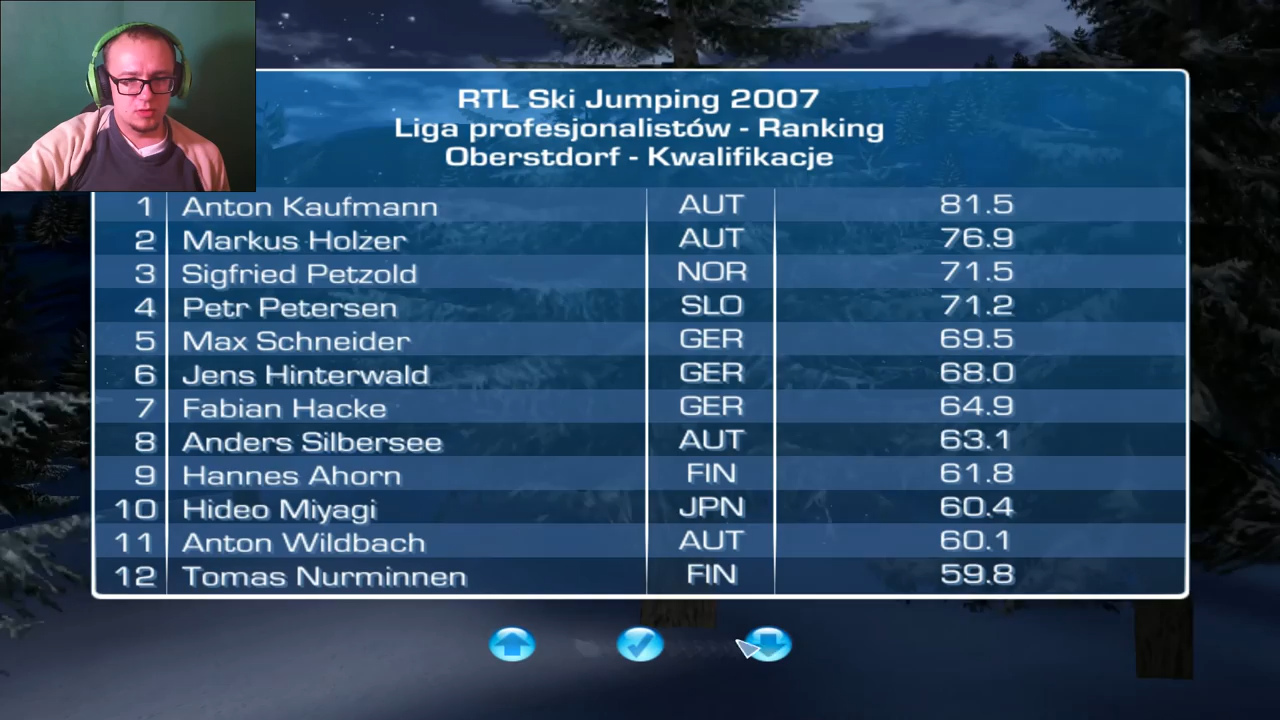 RTL Ski Jumping 2007
Liga profesjonalistów - Ranking
Oberstdorf - Kwalifikacje
1 Anton Kaufmann AUT 81.5
2 Markus Holzer AUT 76.9
3 Sigfried Petzold NOR 71.5
4 Petr Petersen SLO 71.2
5 Max Schneider GER 69.5
6 Jens Hinterwald GER 68.0
7 Fabian Hacke GER 64.9
8 Anders Silbersee AUT 63.1
9 Hannes Ahorn FIN 61.8
10 Hideo Miyagi JPN 60.4
11 Anton Wildbach AUT 60.1
12 Tomas Nurminnen FIN 59.8